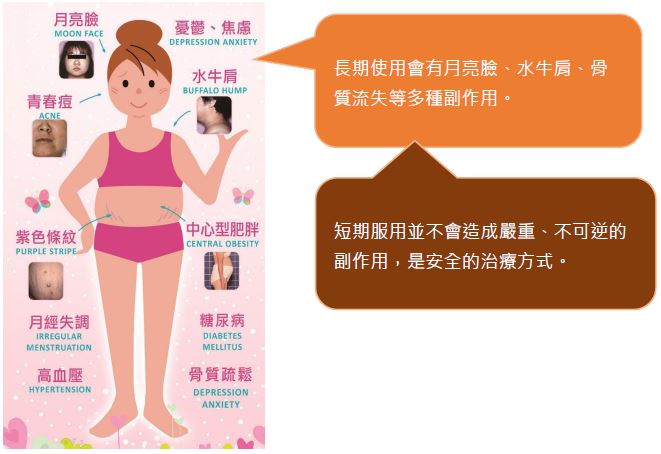 月亮臉
MOON FACE
憂鬱、焦慮
DEPRESSION ANXIETY
水牛肩
BUFFALO HUMP
青春痘
ACNE
紫色條紋
PURPLE STRIPE
中心型肥胖
CENTRAL OBESITY
月經失調
IRREGULAR
MENSTRUATION
糖尿病
DIABETES
MELLITUS
高血壓
HYPERTENSION
骨質疏鬆
DEPRESSION
ANXIETY
長期使用會有月亮臉、水牛肩、骨
質流失等多種副作用。
短期服用並不會造成嚴重、不可逆的
副作用，是安全的治療方式。